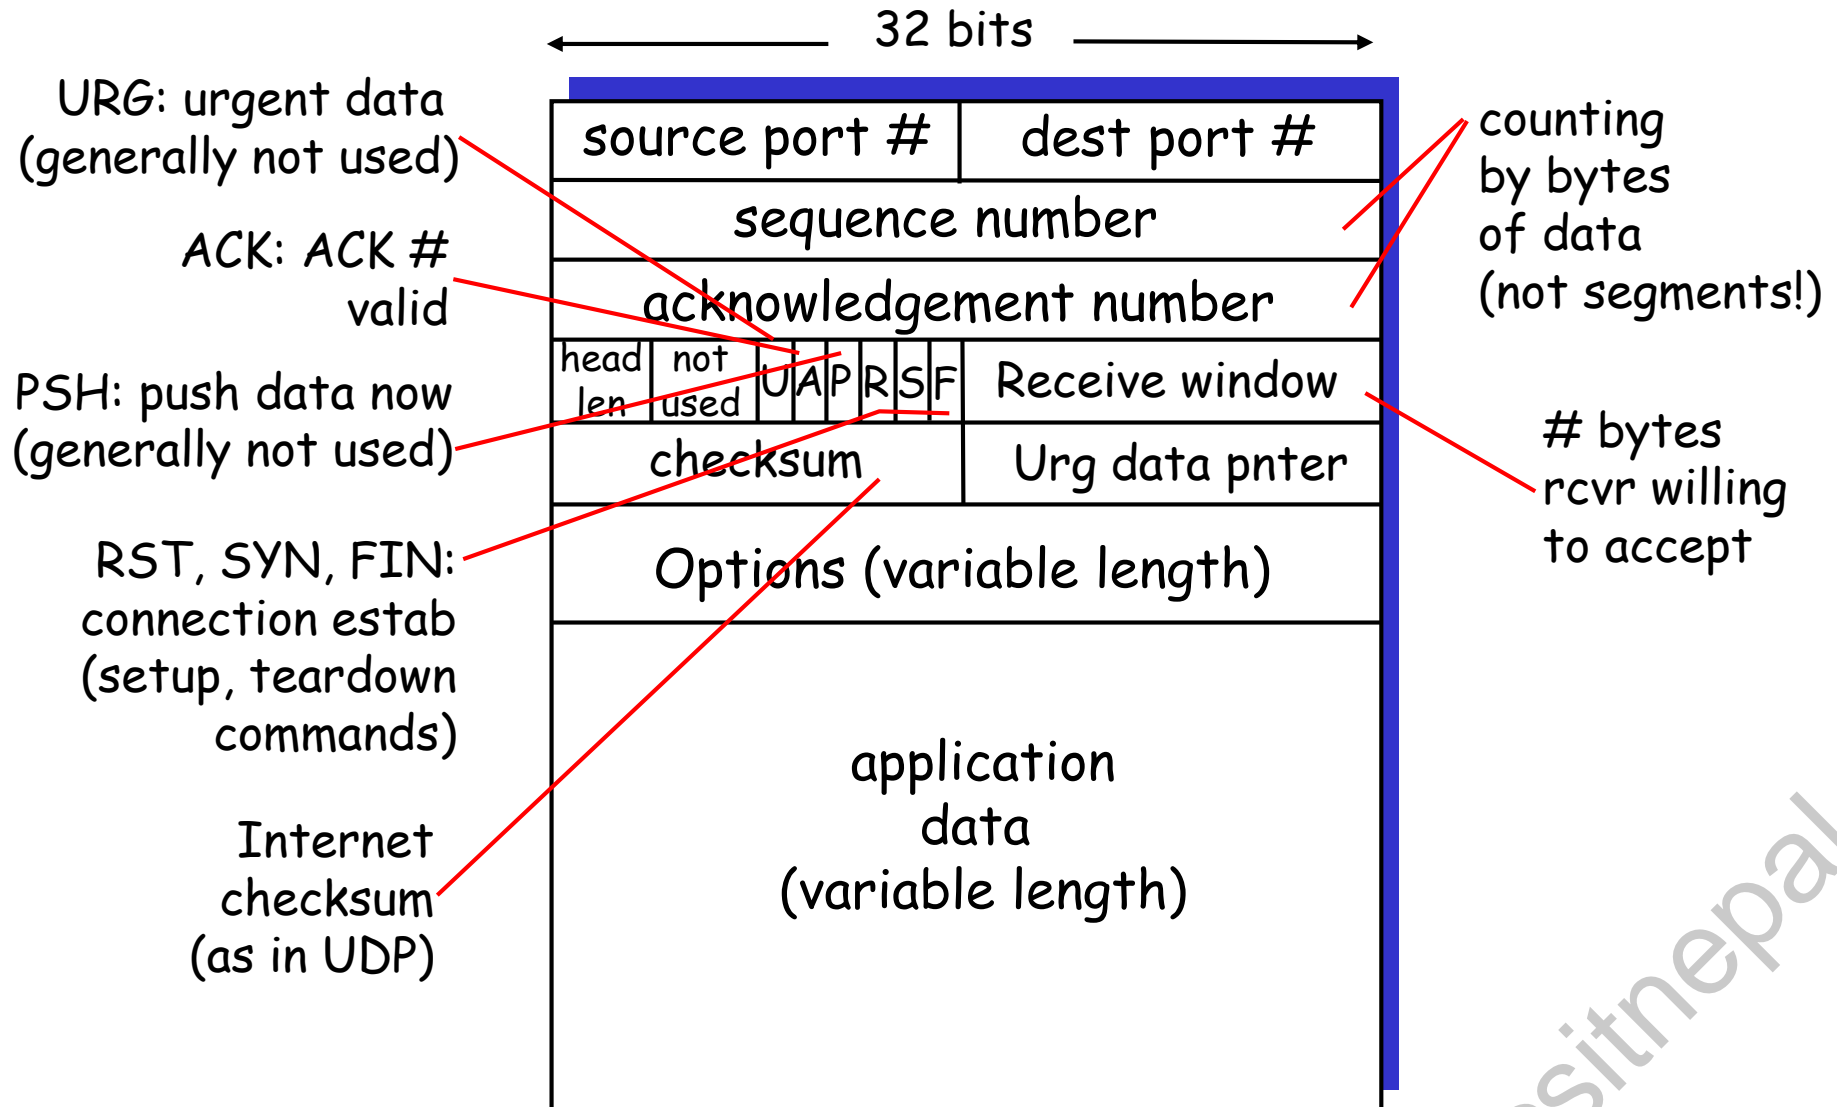 32 bits
URG: urgent data
(generally not used)
ACK: ACK #
valid
PSH: push data now
(generally not used)
RST, SYN, FIN:
connection estab
(setup, teardown
commands)
Internet
checksum
(as in UDP)
source port #
dest port #
sequence number
acknowledgement number
head
len
not
used
U
A
P
R
S
F
Receive window
checksum
Urg data pnter
Options (variable length)
application
data
(variable length)
counting
by bytes
of data
(not segments!)
# bytes
rcvr willing
to accept
sitnepal